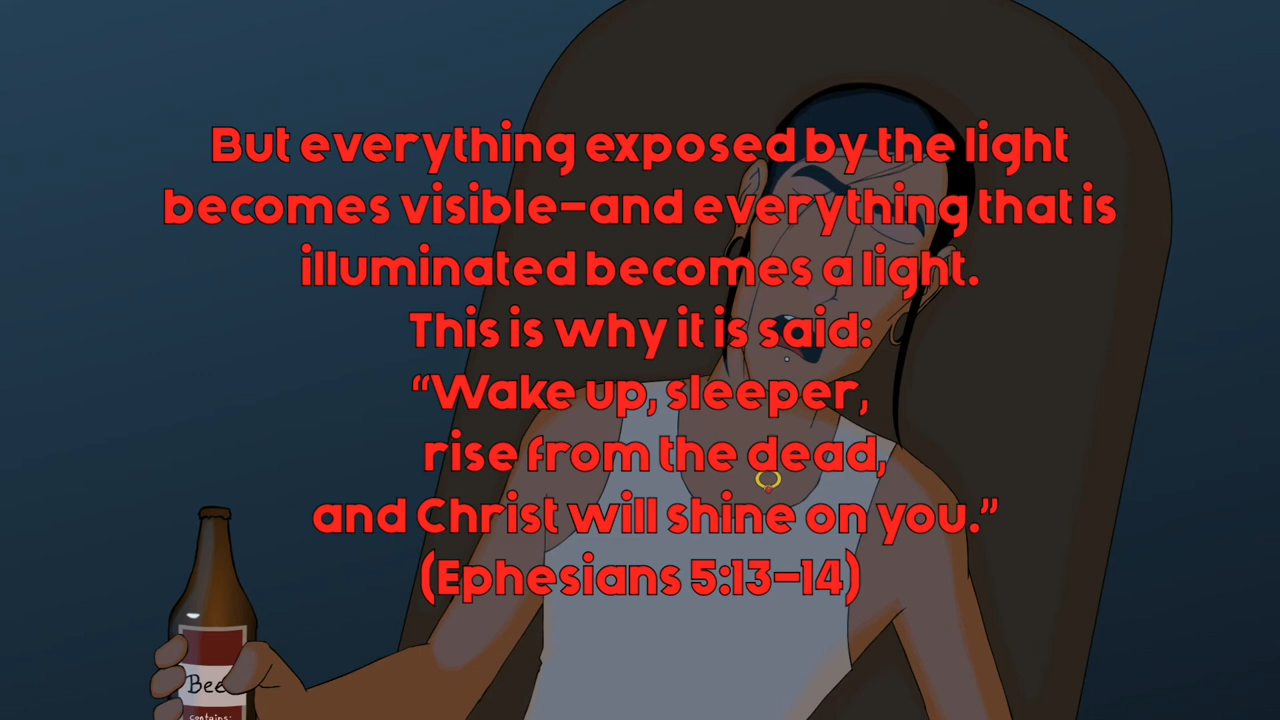 But everything exposed by the light
becomes visible–and everything that is
illuminated becomes a light.
This is why it is said:
“Wake up, sleeper,
rise from the dead,
and Christ will shine on you.”
(Ephesians 5:13–14)
Bee
contains: